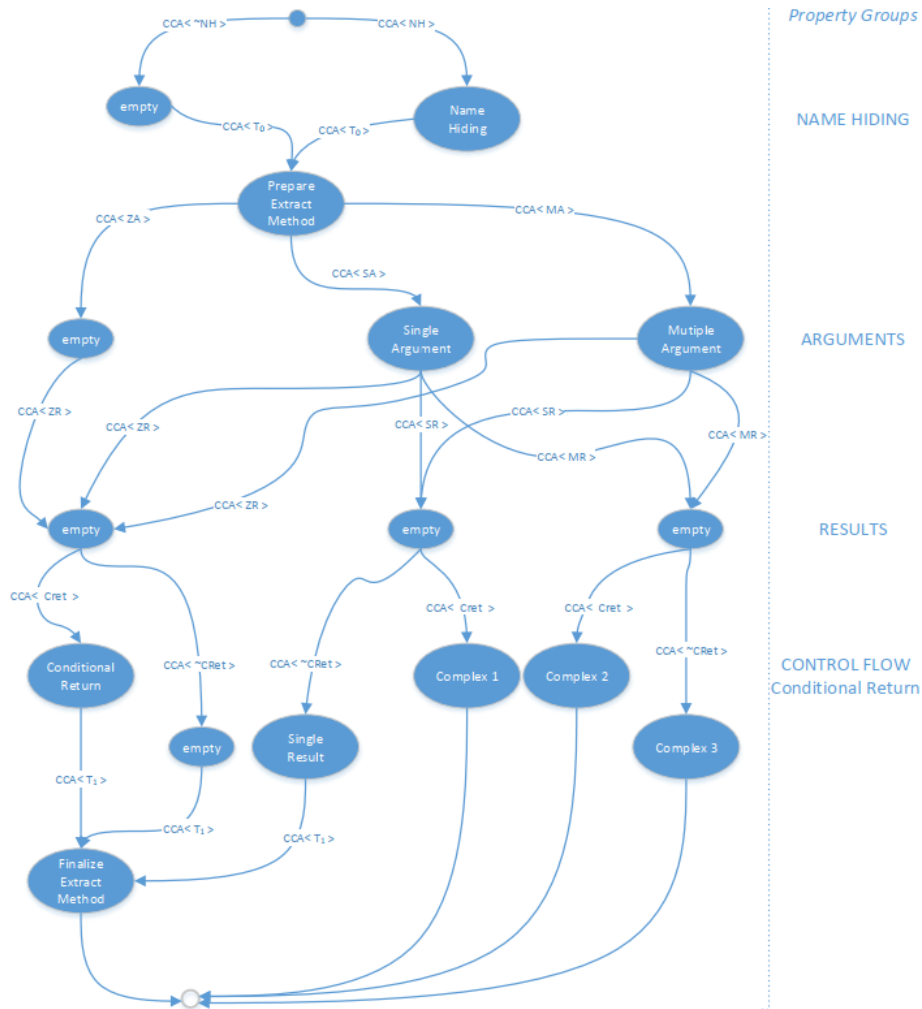 Property Groups
CCA< ~NH>
CCA< NH>
empty
Name
Hiding
NAME HIDING
CCA< T₀ >
CCA< T₀ >
Prepare
Extract
Method
CCA< ZA >
CCA< MA >
CCA< SA >
empty
Single
Argument
Mutiple
Argument
ARGUMENTS
CCA< ZR >
CCA< ZR >
CCA< SR >
CCA< SR >
CCA< MR >
CCA< MR >
CCA< ZR >
empty
empty
empty
RESULTS
CCA< Cret >
CCA< Cret >
CCA< Cret >
CCA< ~CRet>
CCA< ~CRet>
CCA< ~CRet>
Conditional
Return
Complex 1
Complex 2
CONTROL FLOW
Conditional Return
empty
Single
Result
Complex 3
CCA< T₁ >
CCA< T₁ >
CCA< T₁ >
Finalize
Extract
Method